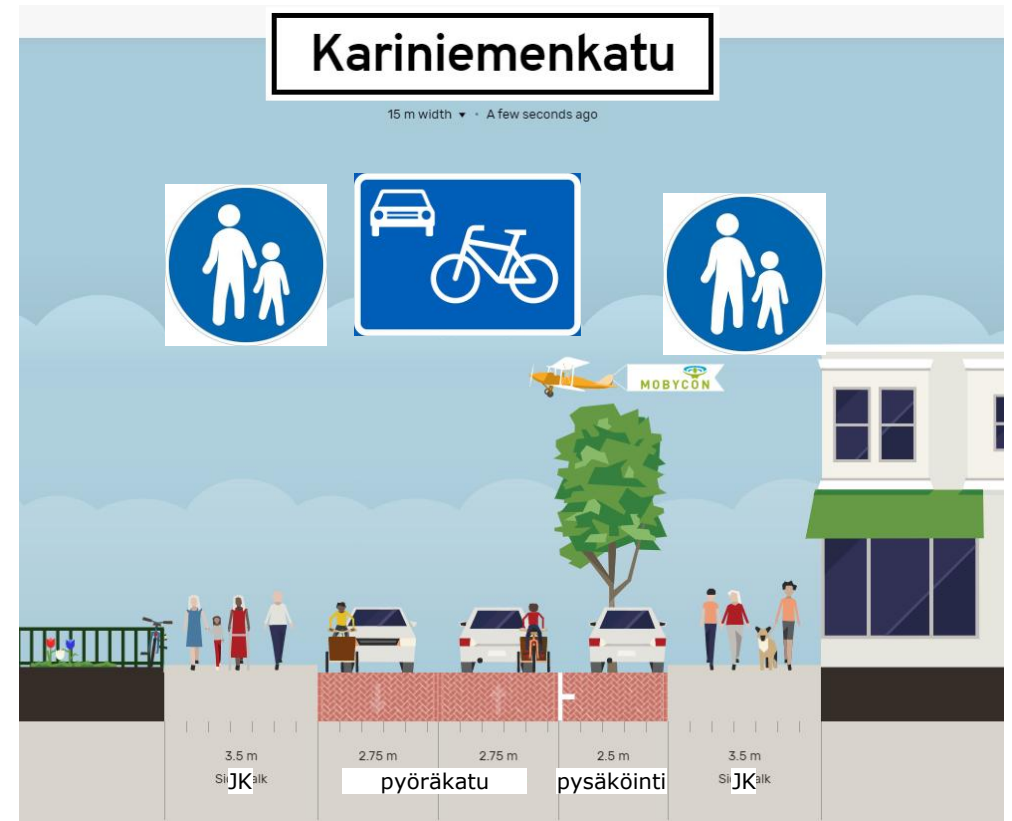 Kariniemenkatu
15 m width ▾ · A few seconds ago
MOBYCON
3.5 m 2.75 m 2.75 m 2.5 m 3.5 m
JK pyöräkatu pysäköinti JK